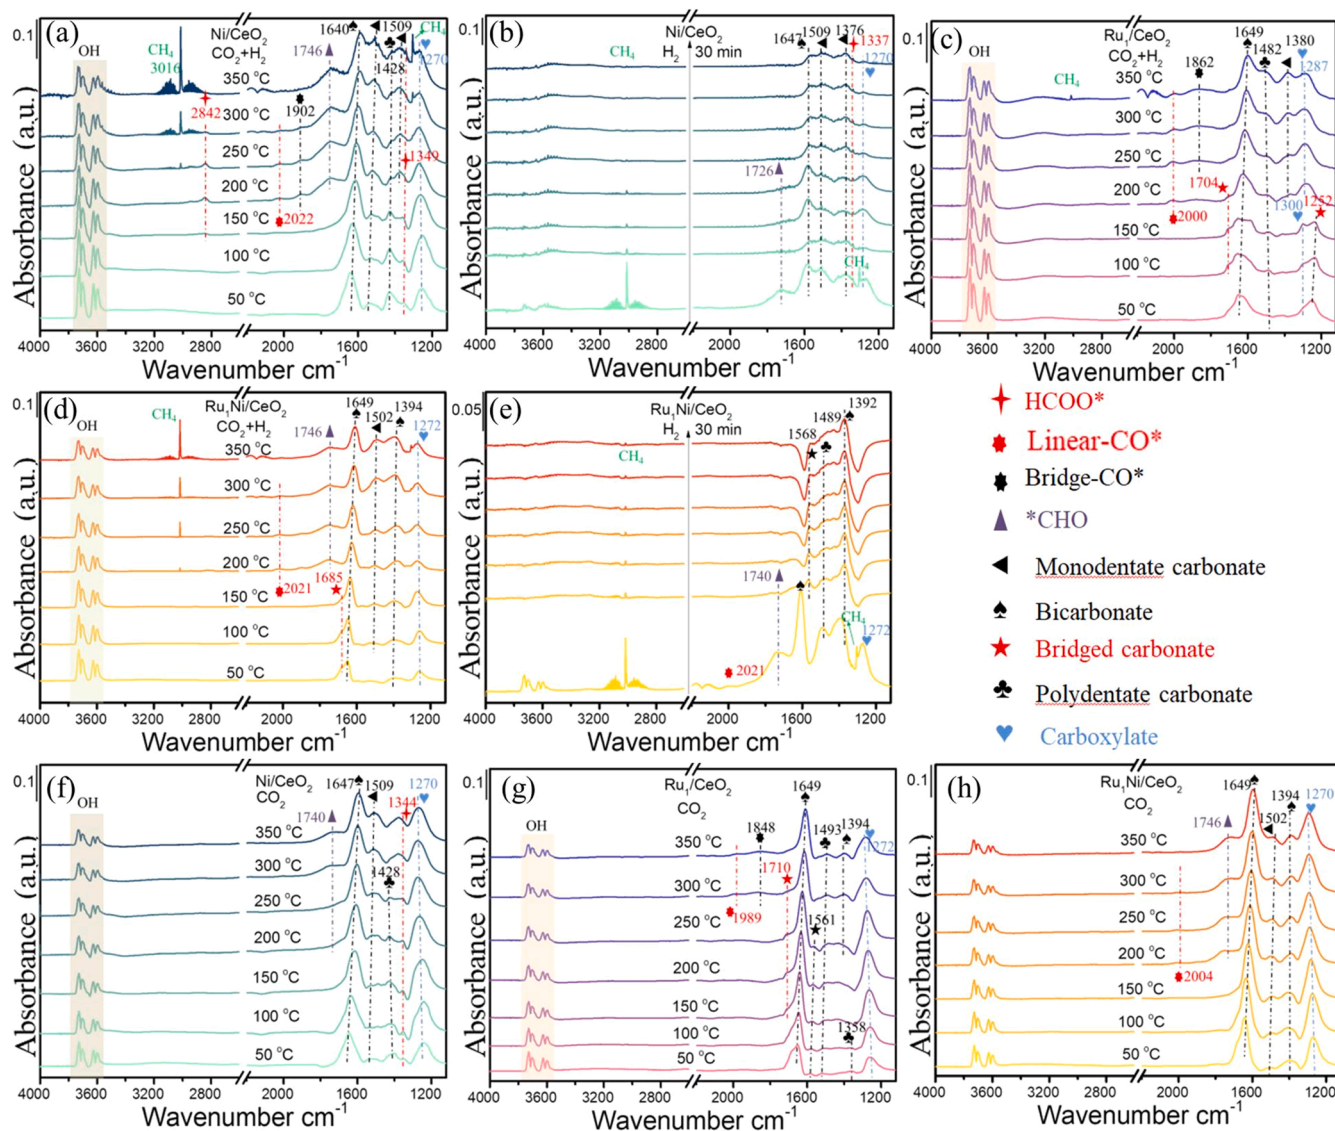 (a)
0.1
Ni/CeO2
CO2+H2
OH
CH4
3016
2842
1746
1640
1509
1428
CH4
1270
1902
2022
1349
350 °C
300 °C
250 °C
200 °C
150 °C
100 °C
50 °C
Absorbance (a.u.)
4000 3600 2800 2000 1600 1200
Wavenumber cm-1
(b)
0.1
Ni/CeO2
H2 30 min
CH4
1647 1509 1376
1337
1270
1726
CH4
Absorbance (a.u.)
4000 3600 2800 2000 1600 1200
Wavenumber cm-1
(c)
0.1
Ru1/CeO2
CO2+H2
OH
CH4
1862
1649
1482
1380
1287
1704
2000
1300
1252
350 °C
300 °C
250 °C
200 °C
150 °C
100 °C
50 °C
Absorbance (a.u.)
4000 3600 2800 2000 1600 1200
Wavenumber cm-1
(d)
0.1
Ru1Ni/CeO2
CO2+H2
OH
CH4
1746
1649
1502
1394
1272
2021
1685
350 °C
300 °C
250 °C
200 °C
150 °C
100 °C
50 °C
Absorbance (a.u.)
4000 3600 2800 2000 1600 1200
Wavenumber cm-1
(e)
0.05
Ru1Ni/CeO2
H2 30 min
CH4
1568
1489
1392
1740
CH4
1272
2021
Absorbance (a.u.)
4000 3600 2800 2000 1600 1200
Wavenumber cm-1
HCOO*
Linear-CO*
Bridge-CO*
*CHO
Monodentate carbonate
Bicarbonate
Bridged carbonate
Polydentate carbonate
Carboxylate
(f)
0.1
Ni/CeO2
CO2
OH
1740
1647
1509
1344
1270
1428
350 °C
300 °C
250 °C
200 °C
150 °C
100 °C
50 °C
Absorbance (a.u.)
4000 3600 2800 2000 1600 1200
Wavenumber cm-1
(g)
0.1
Ru1/CeO2
CO2
OH
1848
1649
1493
1394
1272
1710
1989
1561
1358
350 °C
300 °C
250 °C
200 °C
150 °C
100 °C
50 °C
Absorbance (a.u.)
4000 3600 2800 2000 1600 1200
Wavenumber cm-1
(h)
0.1
Ru1Ni/CeO2
CO2
1746
1649
1502
1394
1270
2004
350 °C
300 °C
250 °C
200 °C
150 °C
100 °C
50 °C
Absorbance (a.u.)
4000 3600 2800 2000 1600 1200
Wavenumber cm-1